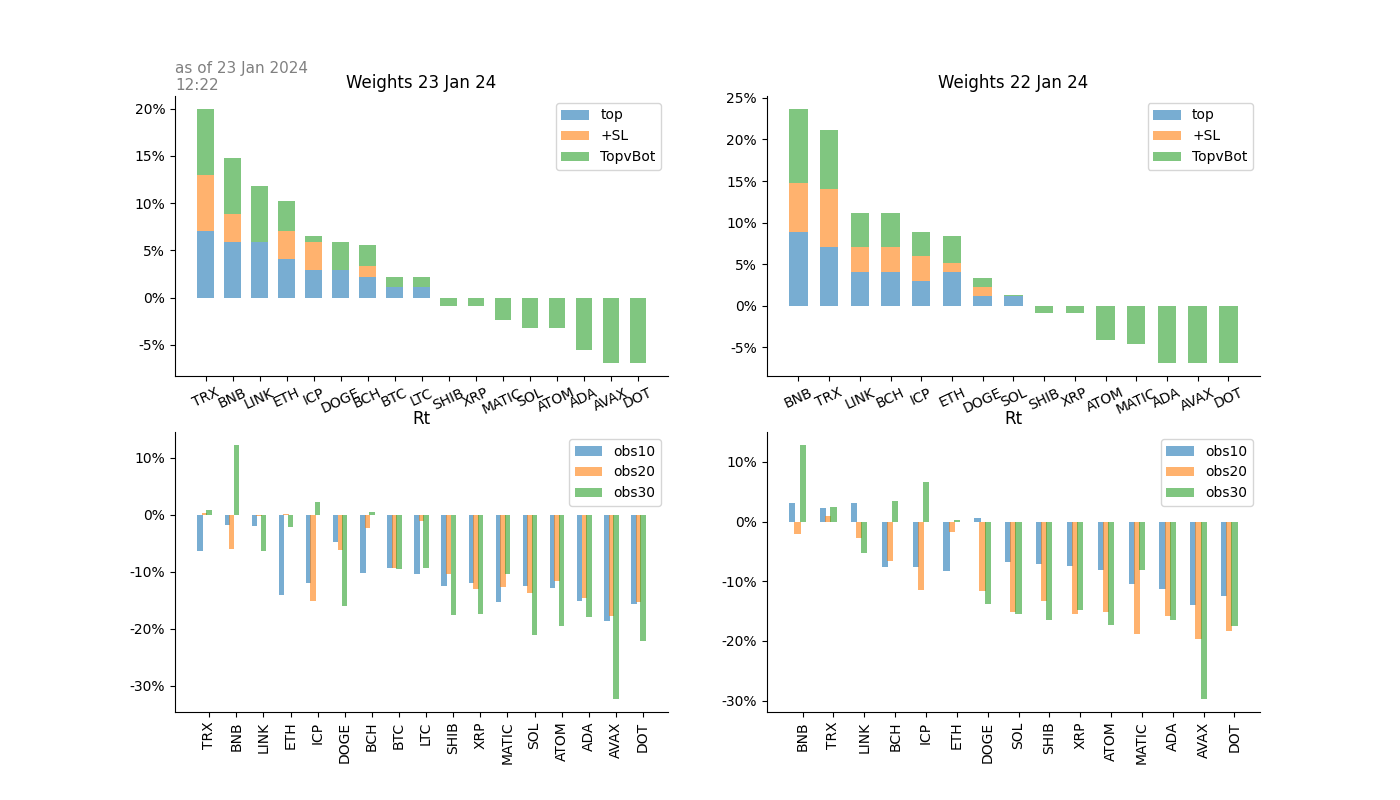 as of 23 Jan 2024
12:22
Weights 23 Jan 24
20%
15%
10%
5%
0%
-5%
top
+SL
TopvBot
TRX BNB LINK ETH ICP DOGE BCH BTC LTC SHIB XRP MATIC SOL ATOM ADA AVAX DOT
Weights 22 Jan 24
25%
20%
15%
10%
5%
0%
-5%
top
+SL
TopvBot
BNB TRX LINK BCH ICP ETH DOGE SOL SHIB XRP ATOM MATIC ADA AVAX DOT
Rt
10%
0%
-10%
-20%
-30%
obs10
obs20
obs30
TRX BNB LINK ETH ICP DOGE BCH BTC LTC SHIB XRP MATIC SOL ATOM ADA AVAX DOT
Rt
10%
0%
-10%
-20%
-30%
obs10
obs20
obs30
BNB TRX LINK BCH ICP ETH DOGE SOL SHIB XRP ATOM MATIC ADA AVAX DOT